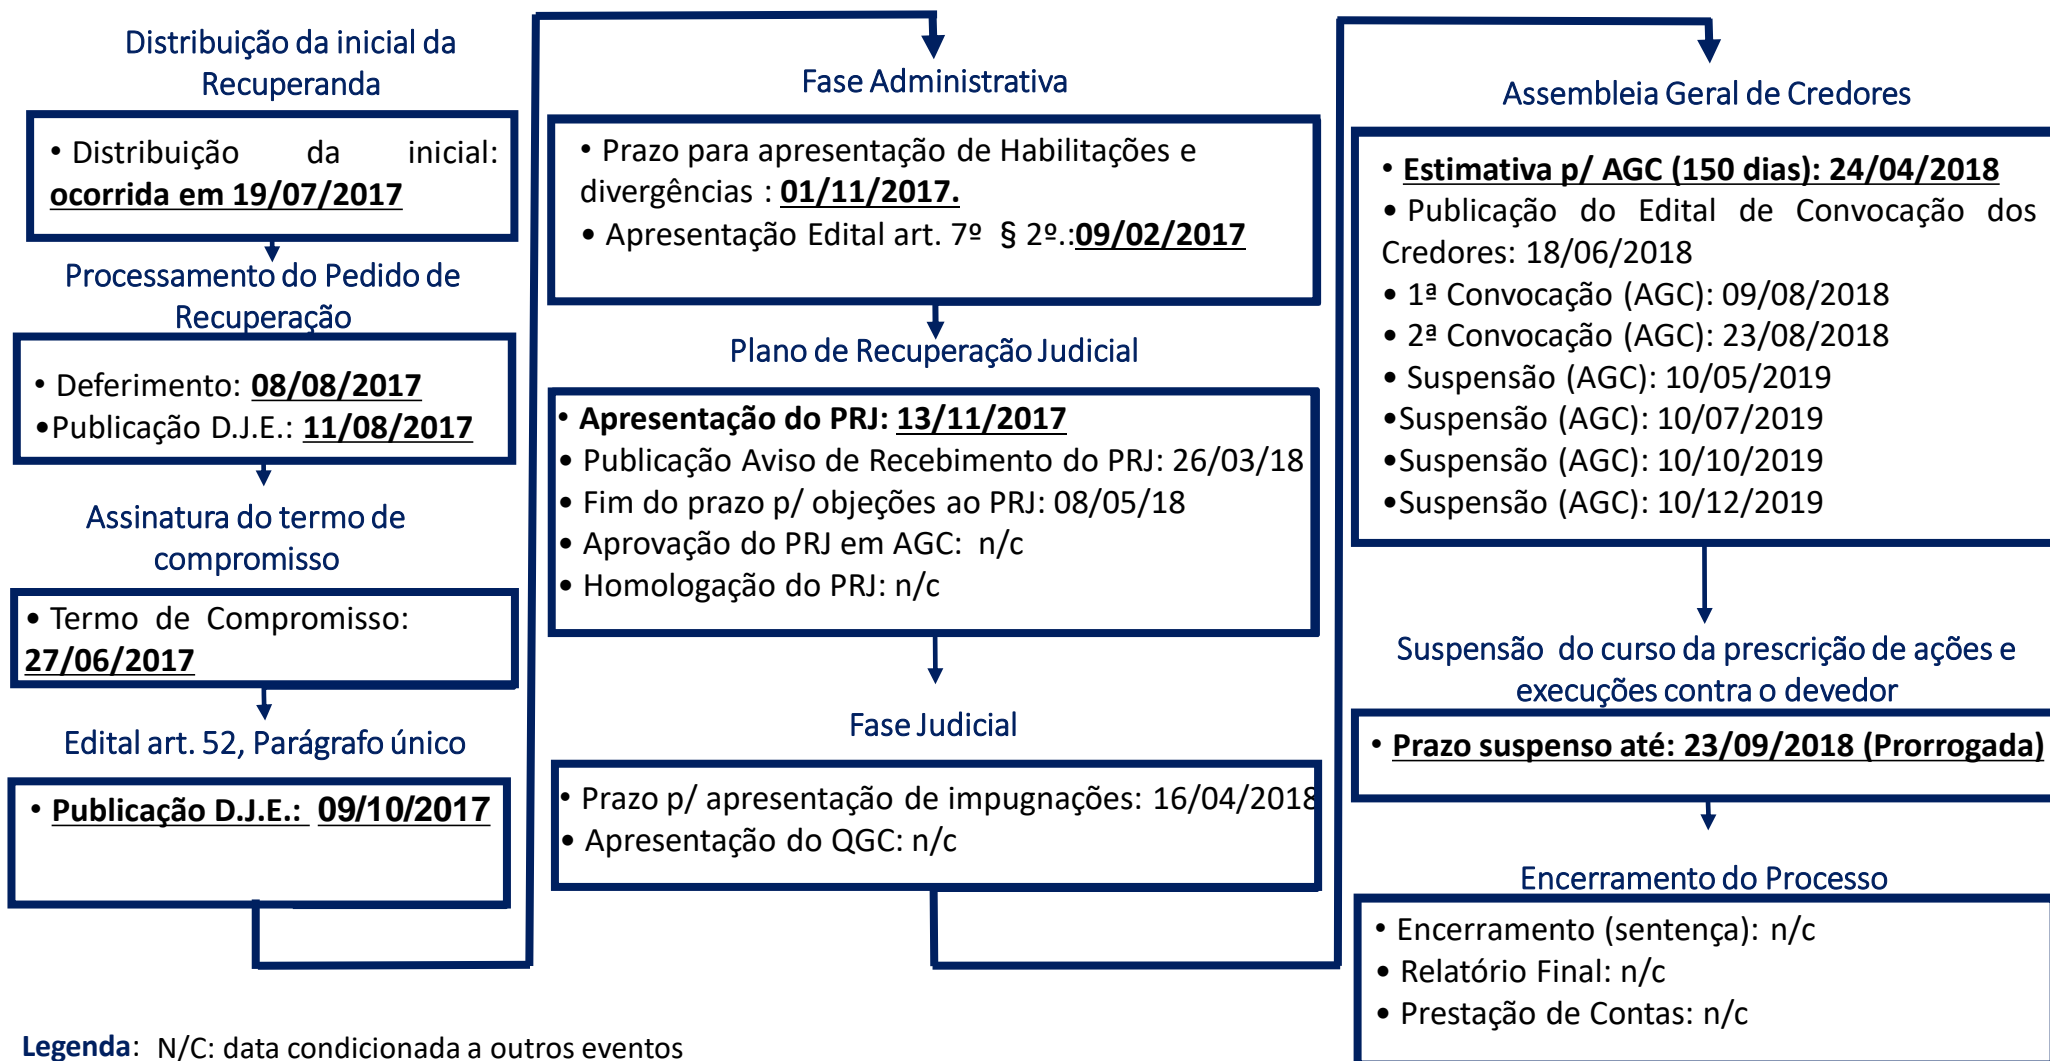 Distribuição da inicial da
Recuperanda
• Distribuição da inicial:
ocorrida em 19/07/2017
Processamento do Pedido de
Recuperação
• Deferimento: 08/08/2017
•Publicação D.J.E.: 11/08/2017
Assinatura do termo de
compromisso
• Termo de Compromisso:
27/06/2017
Edital art. 52, Parágrafo único
• Publicação D.J.E.: 09/10/2017
Fase Administrativa
• Prazo para apresentação de Habilitações e
divergências : 01/11/2017.
• Apresentação Edital art. 7º § 2º.:09/02/2017
Plano de Recuperação Judicial
• Apresentação do PRJ: 13/11/2017
• Publicação Aviso de Recebimento do PRJ: 26/03/18
• Fim do prazo p/ objeções ao PRJ: 08/05/18
• Aprovação do PRJ em AGC: n/c
• Homologação do PRJ: n/c
Fase Judicial
• Prazo p/ apresentação de impugnações: 16/04/2018
• Apresentação do QGC: n/c
Assembleia Geral de Credores
• Estimativa p/ AGC (150 dias): 24/04/2018
• Publicação do Edital de Convocação dos
Credores: 18/06/2018
• 1ª Convocação (AGC): 09/08/2018
• 2ª Convocação (AGC): 23/08/2018
• Suspensão (AGC): 10/05/2019
•Suspensão (AGC): 10/07/2019
•Suspensão (AGC): 10/10/2019
•Suspensão (AGC): 10/12/2019
Suspensão do curso da prescrição de ações e
execuções contra o devedor
• Prazo suspenso até: 23/09/2018 (Prorrogada)
Encerramento do Processo
• Encerramento (sentença): n/c
• Relatório Final: n/c
• Prestação de Contas: n/c
Legenda: N/C: data condicionada a outros eventos